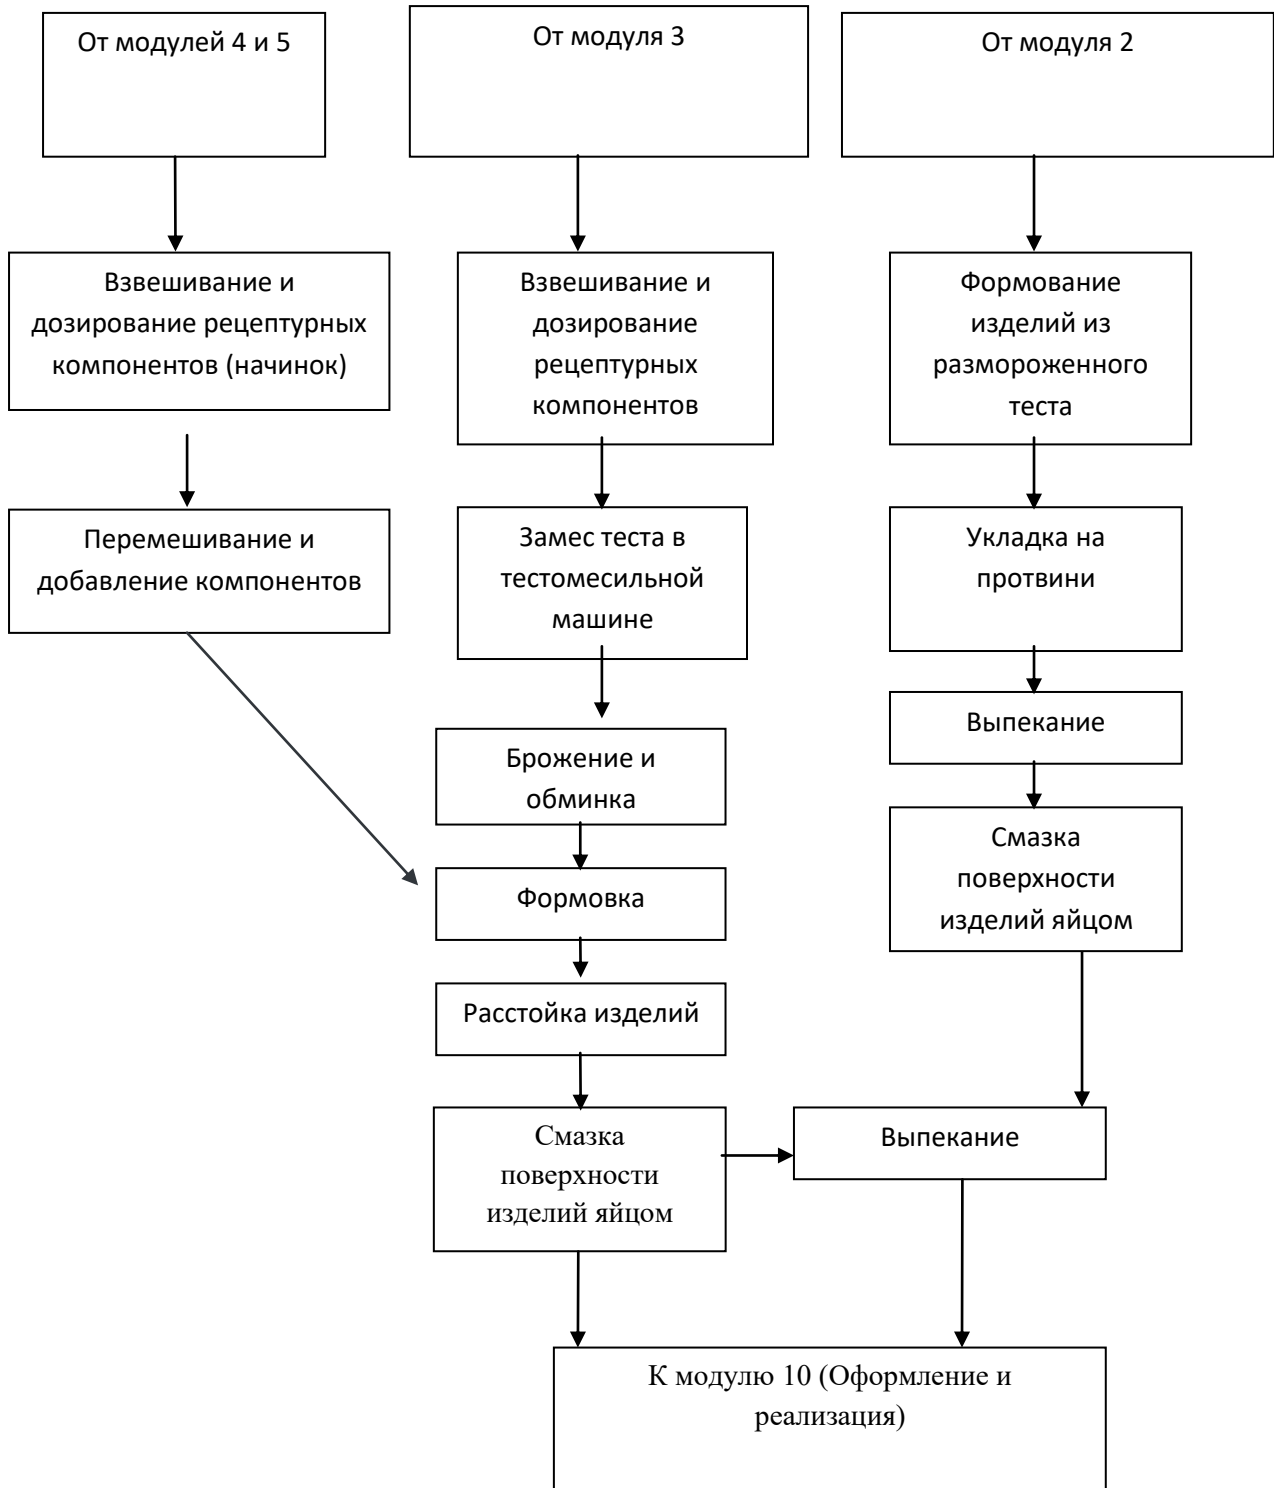 От модулей 4 и 5
От модуля 3
От модуля 2
Взвешивание и
дозирование рецептурных
компонентов (начинок)
Взвешивание и
дозирование
рецептурных
компонентов
Формование
изделий из
размороженного
теста
Перемешивание и
добавление компонентов
Замес теста в
тестомесильной
машине
Укладка на
протвини
Брожение и
обминка
Выпекание
Формовка
Смазка
поверхности
изделий яйцом
Расстойка изделий
Смазка
поверхности
изделий яйцом
Выпекание
К модулю 10 (Оформление и
реализация)